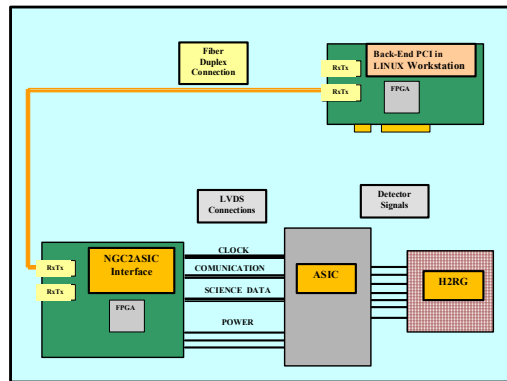 Fiber
Duplex
Connection
RxTx
RxTx
Back-End PCI in
LINUX Workstation
FPGA
LVDS
Connections
Detector
Signals
RxTx
RxTx
NGC2ASIC
Interface
FPGA
CLOCK
COMUNICATION
SCIENCE DATA
POWER
ASIC
H2RG